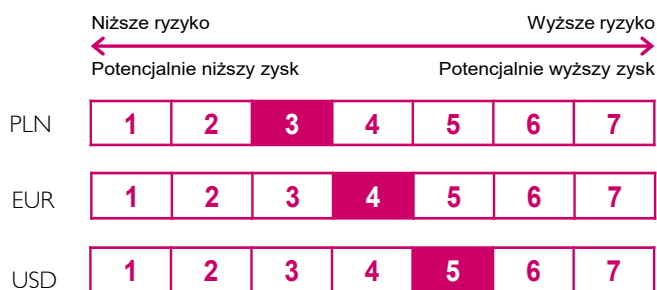 Niższe ryzyko Wyższe ryzyko
Potencjalnie niższy zysk Potencjalnie wyższy zysk
PLN 1 2 3 4 5 6 7
EUR 1 2 3 4 5 6 7
USD 1 2 3 4 5 6 7